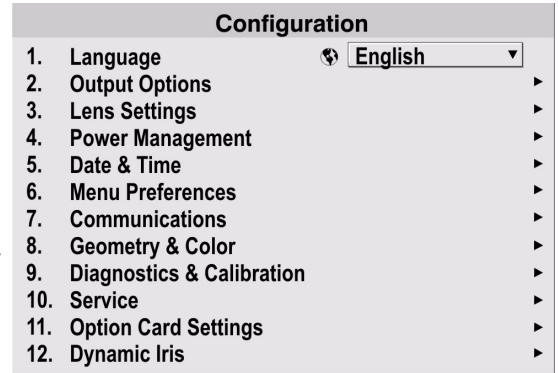 Configuration
1. Language English
2. Output Options
3. Lens Settings
4. Power Management
5. Date & Time
6. Menu Preferences
7. Communications
8. Geometry & Color
9. Diagnostics & Calibration
10. Service
11. Option Card Settings
12. Dynamic Iris